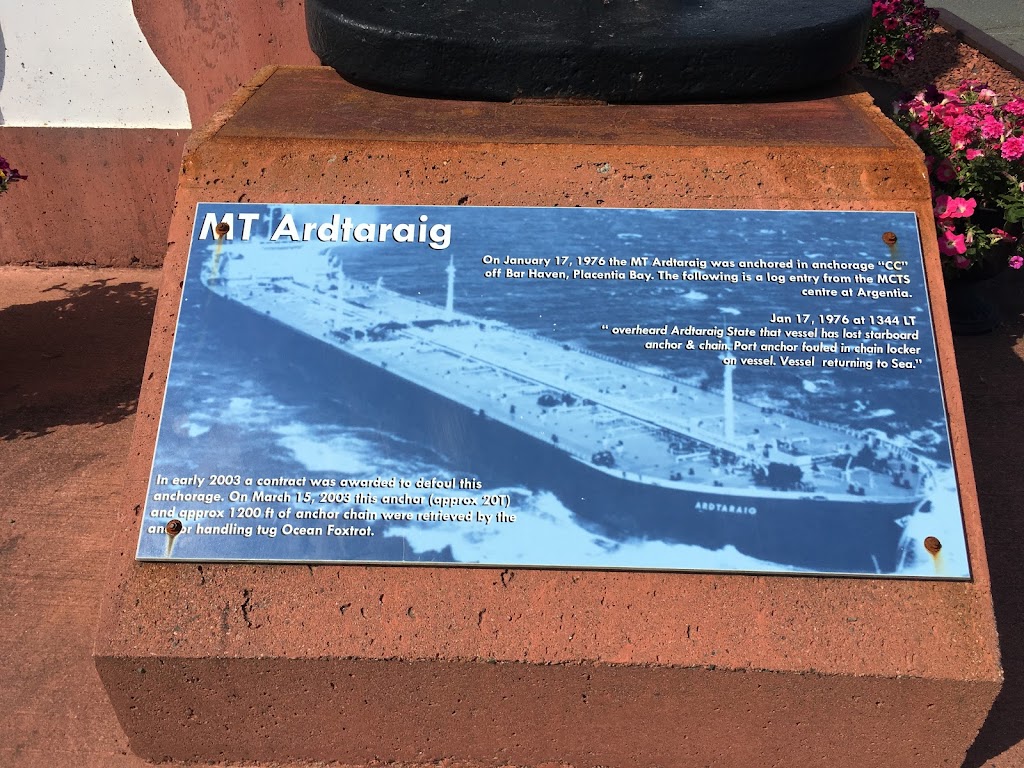 MT Ardtaraig
On January 17, 1976 the MT Ardtaraig was anchored in anchorage "CC"
off Bar Haven, Placentia Bay. The following is a log entry from the MCTS
centre at Argentia.
Jan 17, 1976 at 1344 LT
" overheard Ardtaraig State that vessel has lost starboard
anchor & chain. Port anchor fouled in chain locker
on vessel. Vessel returning to Sea."
In early 2003 a contract was awarded to defoul this
anchorage. On March 15, 2003 this anchor (approx 20T)
and approx 1200 ft of anchor chain were retrieved by the
anchor handling tug Ocean Foxtrot.
ARDTARAIG